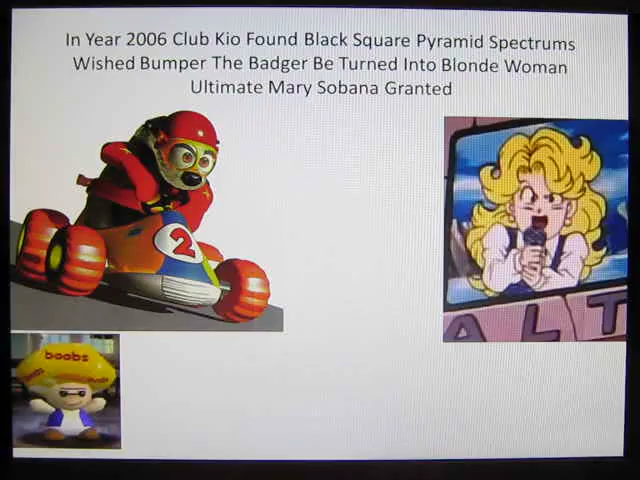 In Year 2006 Club Kio Found Black Square Pyramid Spectrums
Wished Bumper The Badger Be Turned Into Blonde Woman
Ultimate Mary Sobana Granted
2
boobs
ALT